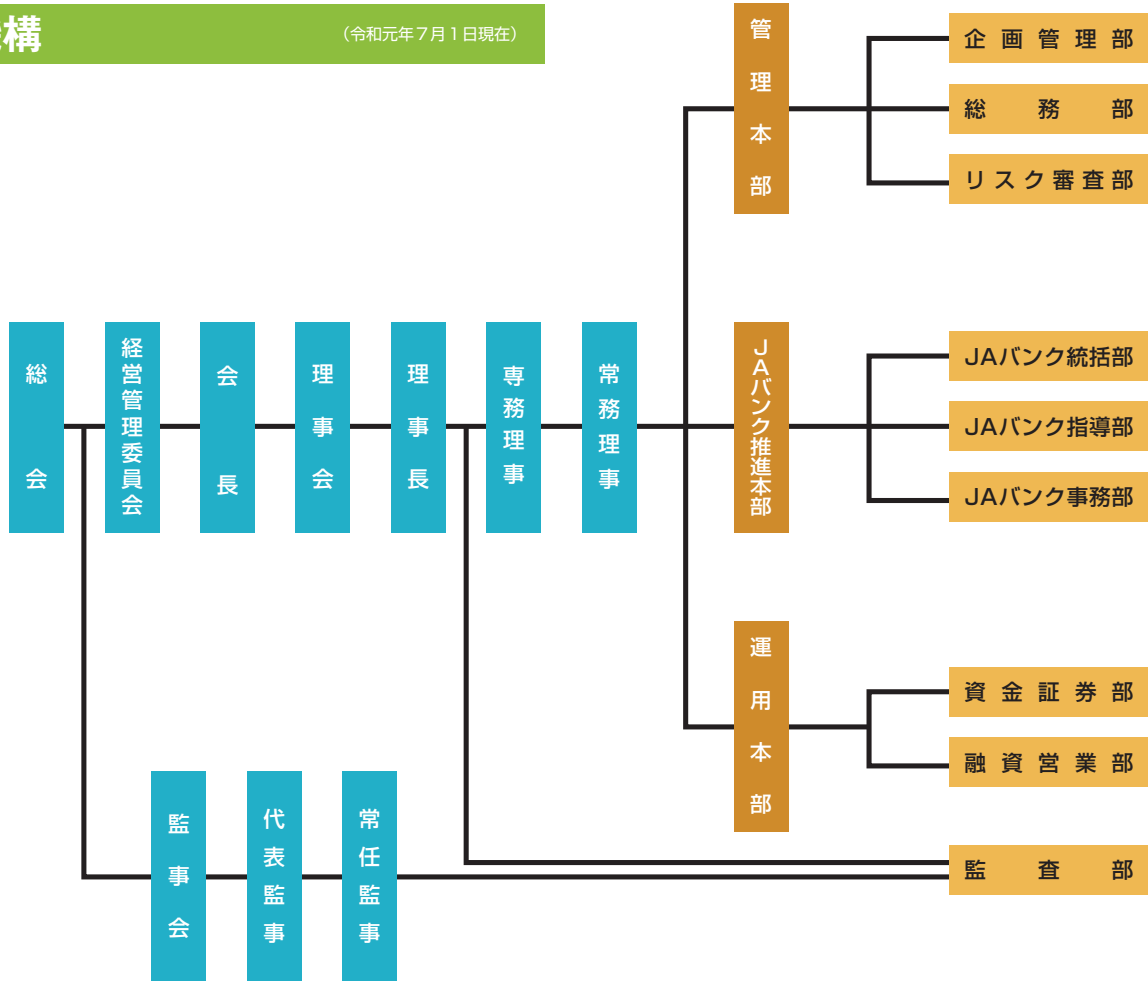 構
（令和元年７月１日現在）
総会
経営管理委員会
会長
理事会
理事長
専務理事
常務理事
監事会
代表監事
常任監事
管理本部
企画管理部
総務部
リスク審査部
JAバンク推進本部
JAバンク統括部
JAバンク指導部
JAバンク事務部
運用本部
資金証券部
融資営業部
監査部